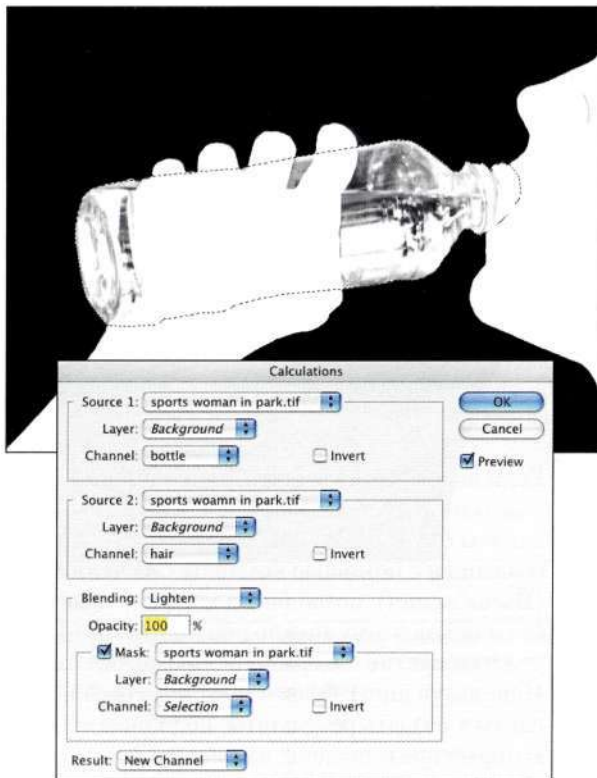 Calculations
Source 1: sports woman in park.tif
OK
Layer: Background
Cancel
Channel: bottle Invert
Preview
Source 2: sports woamn in park.tif
Layer: Background
Channel: hair Invert
Blending: Lighten
Opacity: 100 %
Mask: sports woman in park.tif
Layer: Background
Channel: Selection Invert
Result: New Channel